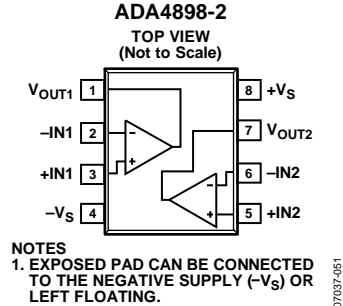 ADA4898-2
TOP VIEW
(Not to Scale)
VOUT1 1
–IN1 2
+IN1 3
–VS 4
8 +VS
7 VOUT2
6 –IN2
5 +IN2
– +
– +
NOTES
1. EXPOSED PAD CAN BE CONNECTED
TO THE NEGATIVE SUPPLY (–VS) OR
LEFT FLOATING.
07037-051